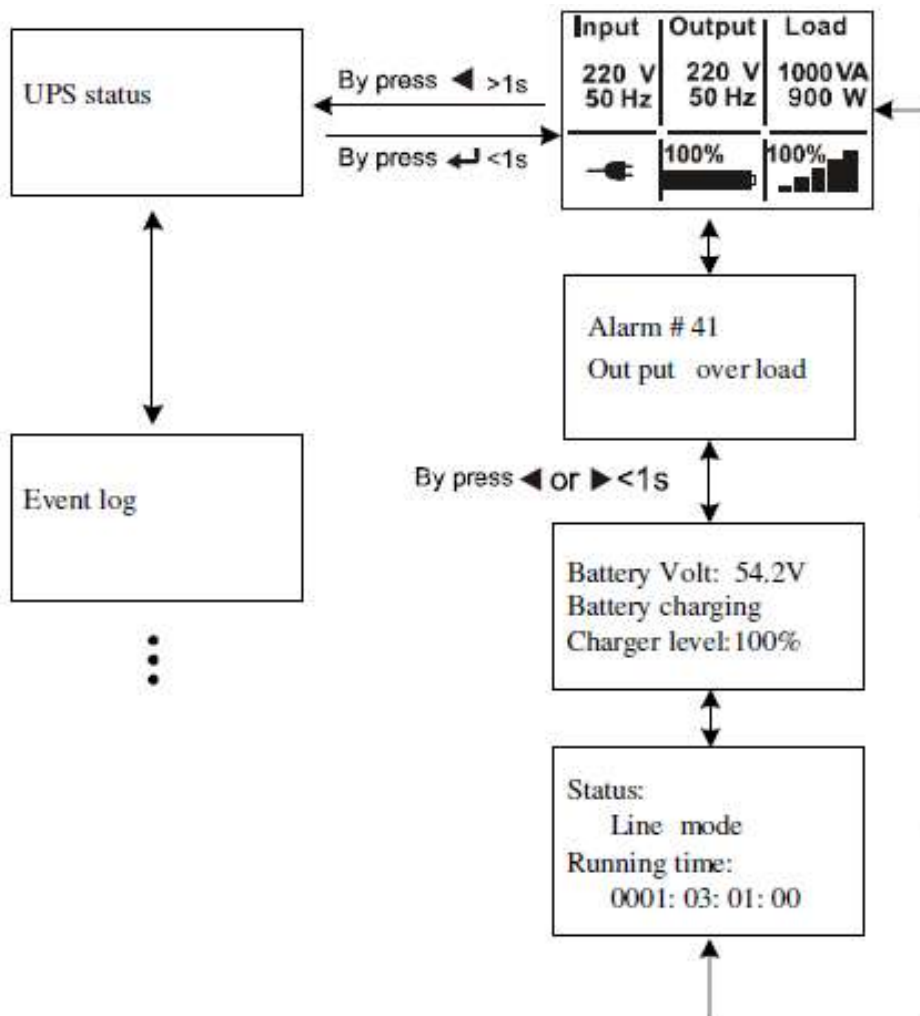 UPS status
By press ◀ >1s
By press ↵ <1s
Input Output Load
220 V 220 V 1000 VA
50 Hz 50 Hz 900 W
100% 100%
Alarm # 41
Out put over load
By press ◀ or ▶ <1s
Event log
Battery Volt: 54.2V
Battery charging
Charger level:100%
Status:
Line mode
Running time:
0001: 03: 01: 00